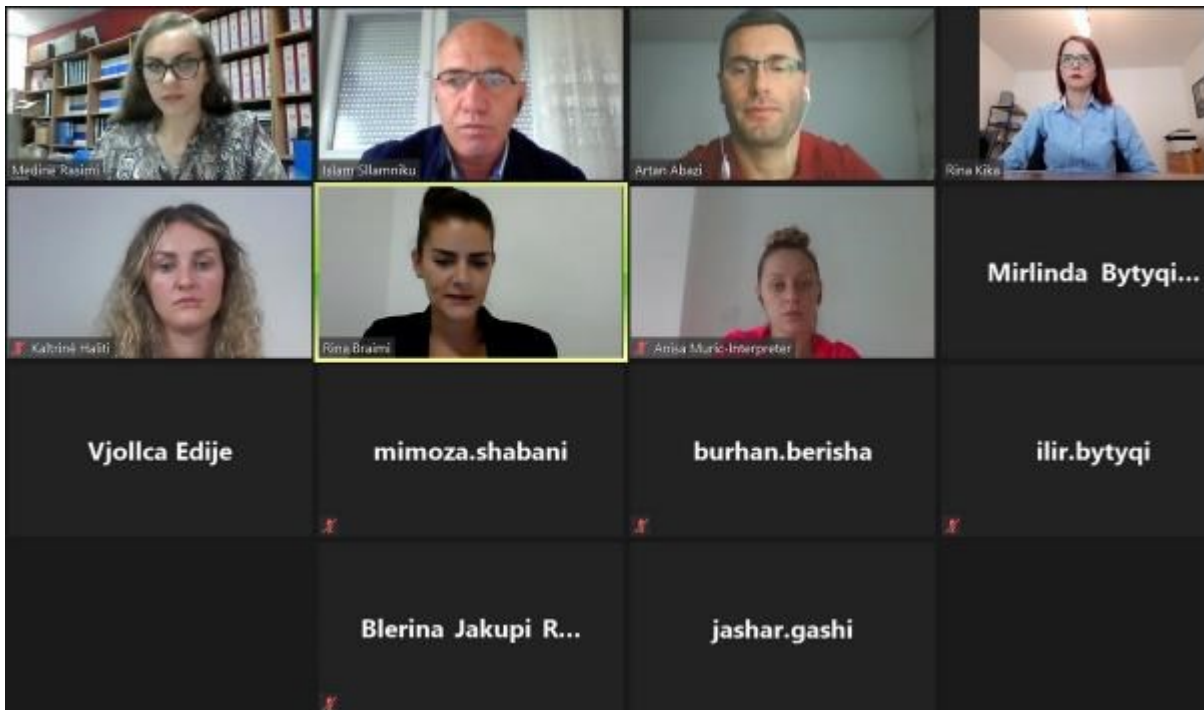 Medinë Rasimi
Islam Sllamniku
Artan Abazi
Rina Kika
Kaltrinë Haliti
Rina Braimi
Anisa Muric-Interpreter
Mirlinda Bytyqi...
Vjollca Edije
mimoza.shabani
burhan.berisha
ilir.bytyqi
Blerina Jakupi R...
jashar.gashi